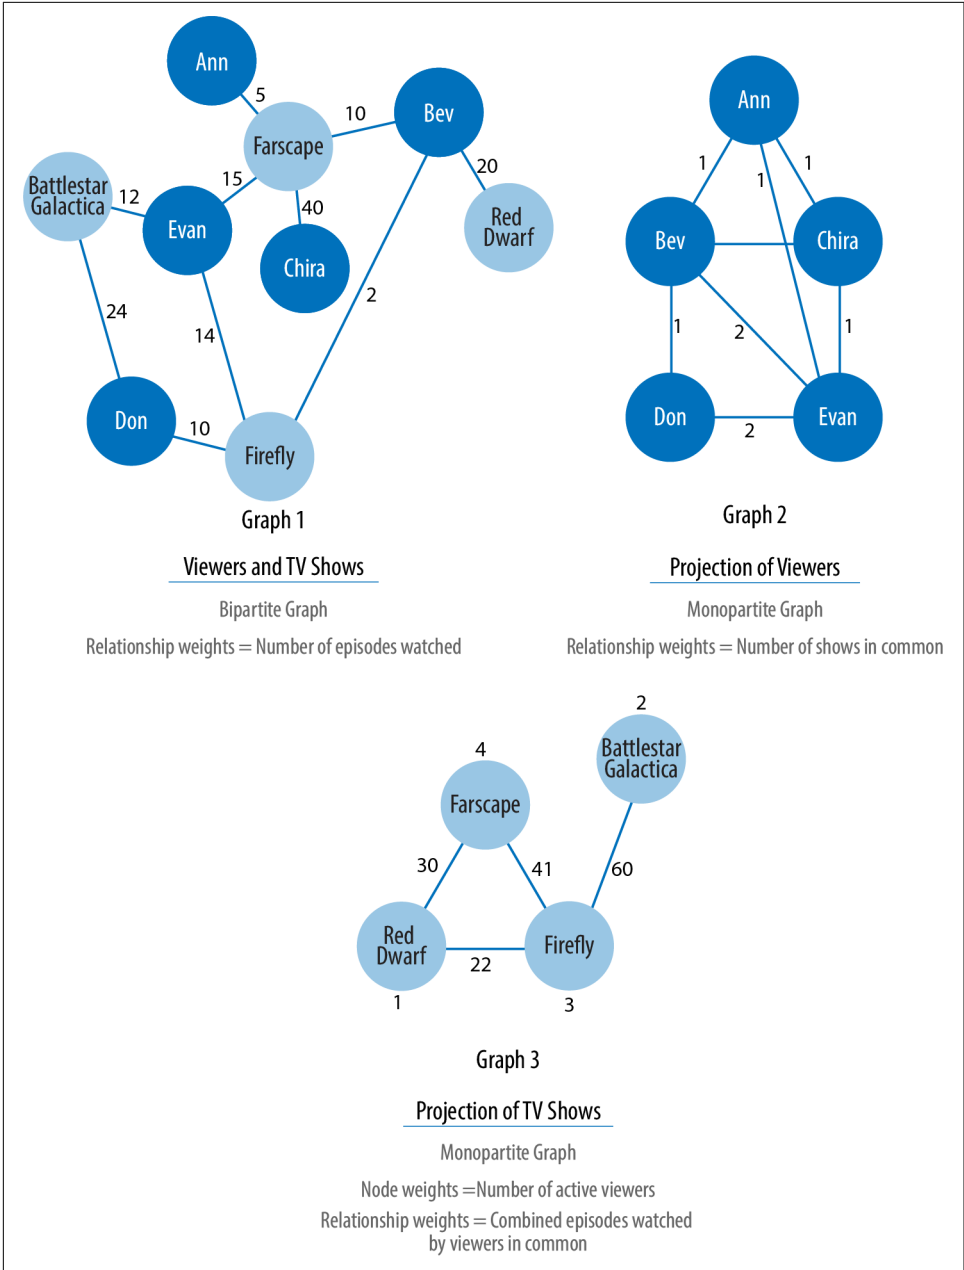 Ann
5
Farscape
10
Bev
20
Red
Dwarf
Battlestar
Galactica
12
15
Evan
40
Chira
2
24
14
Don
10
Firefly
Graph 1
Viewers and TV Shows
Bipartite Graph
Relationship weights = Number of episodes watched
Ann
1
1
1
Bev
Chira
1
2
1
Don
2
Evan
Graph 2
Projection of Viewers
Monopartite Graph
Relationship weights = Number of shows in common
2
Battlestar
Galactica
4
Farscape
30
41
60
Red
Dwarf
22
Firefly
1
3
Graph 3
Projection of TV Shows
Monopartite Graph
Node weights =Number of active viewers
Relationship weights = Combined episodes watched
by viewers in common